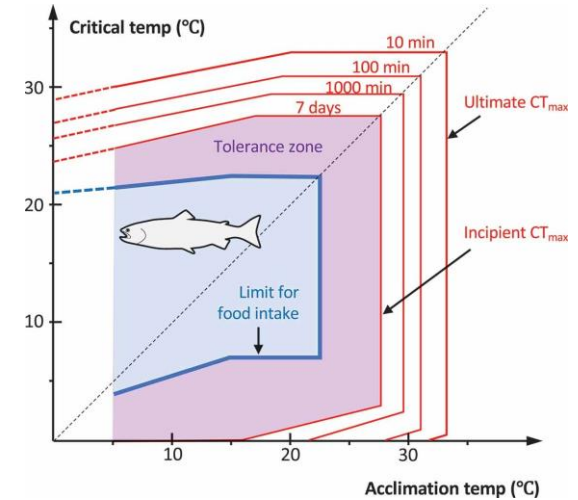 Critical temp (°C)
10 min
100 min
1000 min
7 days
Ultimate CTmax
Tolerance zone
Incipient CTmax
Limit for
food intake
30
20
10
10
20
30
Acclimation temp (°C)